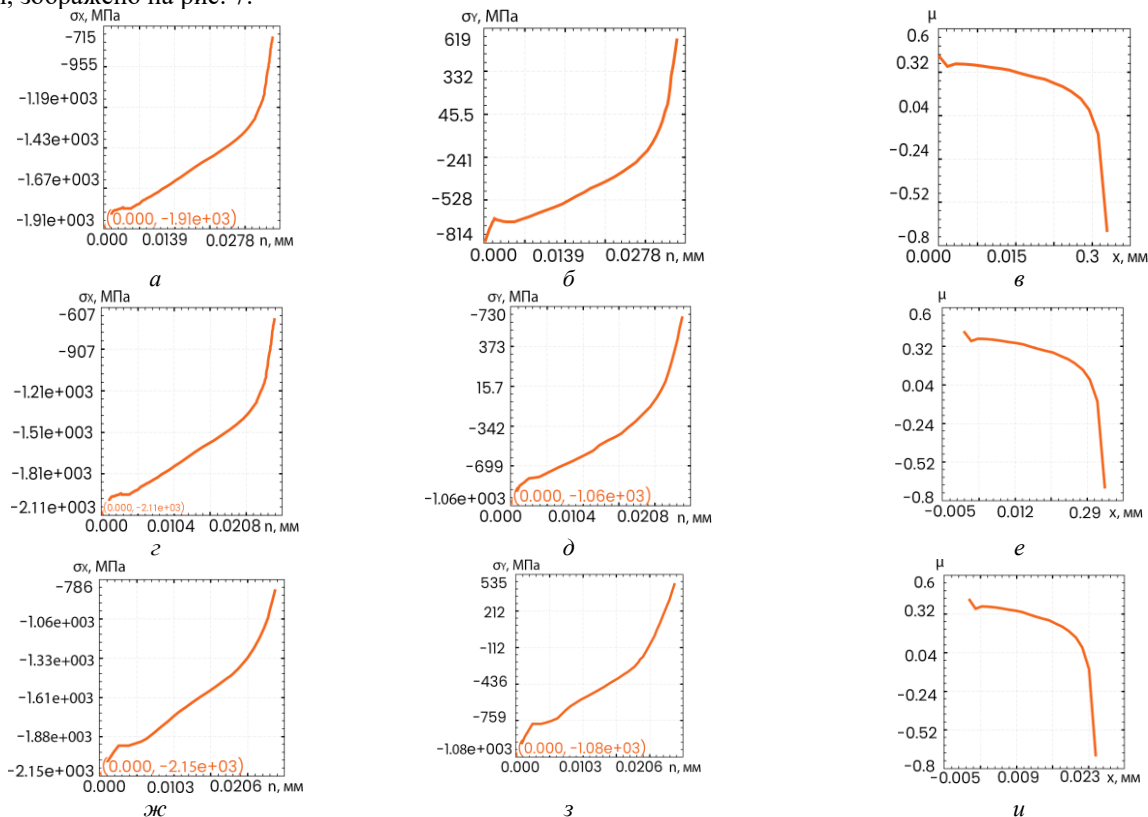 зображено на рис. 7.
σX, МПа
-715
-955
-1.19e+003
-1.43e+003
-1.67e+003
-1.91e+003
(0.000, -1.91e+03)
0.000 0.0139 0.0278 n, мм
а
σY, МПа
619
332
45.5
-241
-528
-814
0.000 0.0139 0.0278 n, мм
б
μ
0.6
0.32
0.04
-0.24
-0.52
-0.8
0.000 0.015 0.3 x, мм
в
σX, МПа
-607
-907
-1.21e+003
-1.51e+003
-1.81e+003
-2.11e+003
(0.000, -2.11e+03)
0.000 0.0104 0.0208 n, мм
г
σY, МПа
-730
373
15.7
-342
-699
-1.06e+003
(0.000, -1.06e+03)
0.000 0.0104 0.0208 n, мм
д
μ
0.6
0.32
0.04
-0.24
-0.52
-0.8
-0.005 0.012 0.29 x, мм
е
σX, МПа
-786
-1.06e+003
-1.33e+003
-1.61e+003
-1.88e+003
-2.15e+003
(0.000, -2.15e+03)
0.000 0.0103 0.0206 n, мм
ж
σY, МПа
535
212
-112
-436
-759
-1.08e+003
(0.000, -1.08e+03)
0.000 0.0103 0.0206 n, мм
з
μ
0.6
0.32
0.04
-0.24
-0.52
-0.8
-0.005 0.009 0.023 x, мм
и